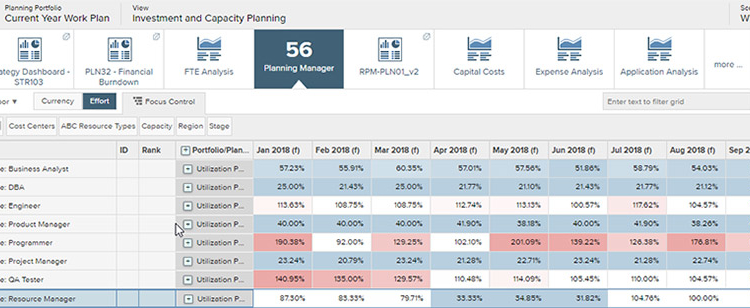 Planning Portfolio View
Current Year Work Plan Investment and Capacity Planning
56
ategy Dashboard - PLN32 - Financial FTE Analysis Planning Manager RPM-PLN01_v2 Capital Costs Expense Analysis Application Analysis more ...
STR103 Burndown
Currency Effort Focus Control Enter text to filter grid
Cost Centers ABC Resource Types Capacity Region Stage
ID Rank Portfolio/Plan... Jan 2018 (f) Feb 2018 (f) Mar 2018 (f) Apr 2018 (f) May 2018 (f) Jun 2018 (f) Jul 2018 (f) Aug 2018 (f) Sep 2
e: Business Analyst Utilization P... 57.23% 55.91% 60.35% 57.01% 57.56% 51.86% 58.79% 54.03%
e: DBA Utilization P... 25.00% 21.43% 25.00% 21.77% 21.10% 21.43% 21.77% 21.12%
e: Engineer Utilization P... 113.63% 108.75% 108.75% 112.74% 113.13% 100.57% 117.62% 104.57%
e: Product Manager Utilization P... 40.00% 40.00% 40.00% 41.90% 38.18% 40.00% 41.90% 38.26%
e: Programmer Utilization P... 190.38% 92.00% 129.25% 102.10% 201.09% 139.22% 126.38% 176.81%
e: Project Manager Utilization P... 23.24% 20.79% 23.24% 21.28% 22.71% 23.24% 21.28% 22.74%
e: QA Tester Utilization P... 140.95% 135.00% 129.57% 110.48% 114.09% 105.45% 110.00% 104.57%
e: Resource Manager Utilization P... 87.30% 83.33% 79.71% 33.33% 34.85% 31.82% 104.76% 100.00%